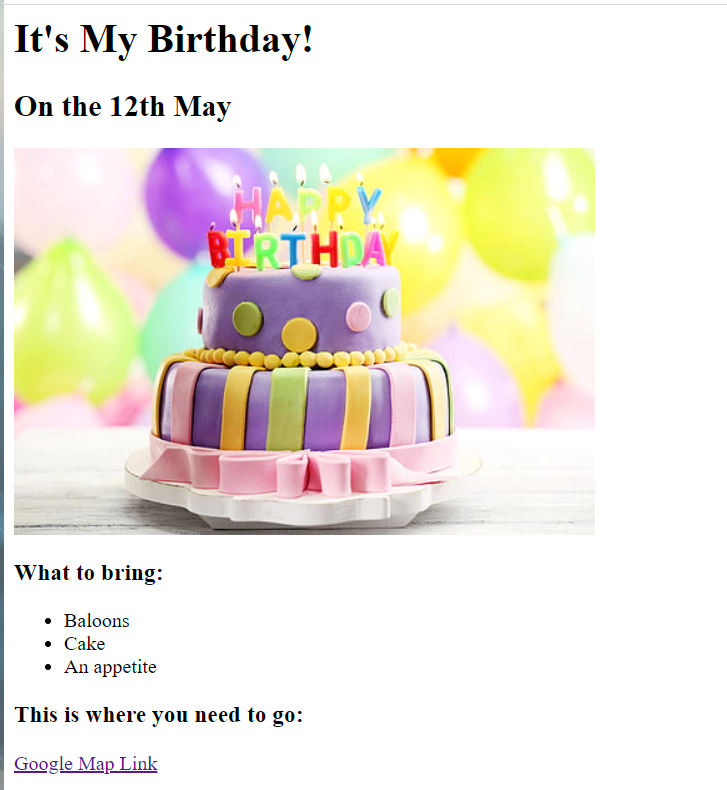 It's My Birthday!
On the 12th May
HAPPY
BIRTHDAY
What to bring:
Baloons
Cake
An appetite
This is where you need to go:
Google Map Link